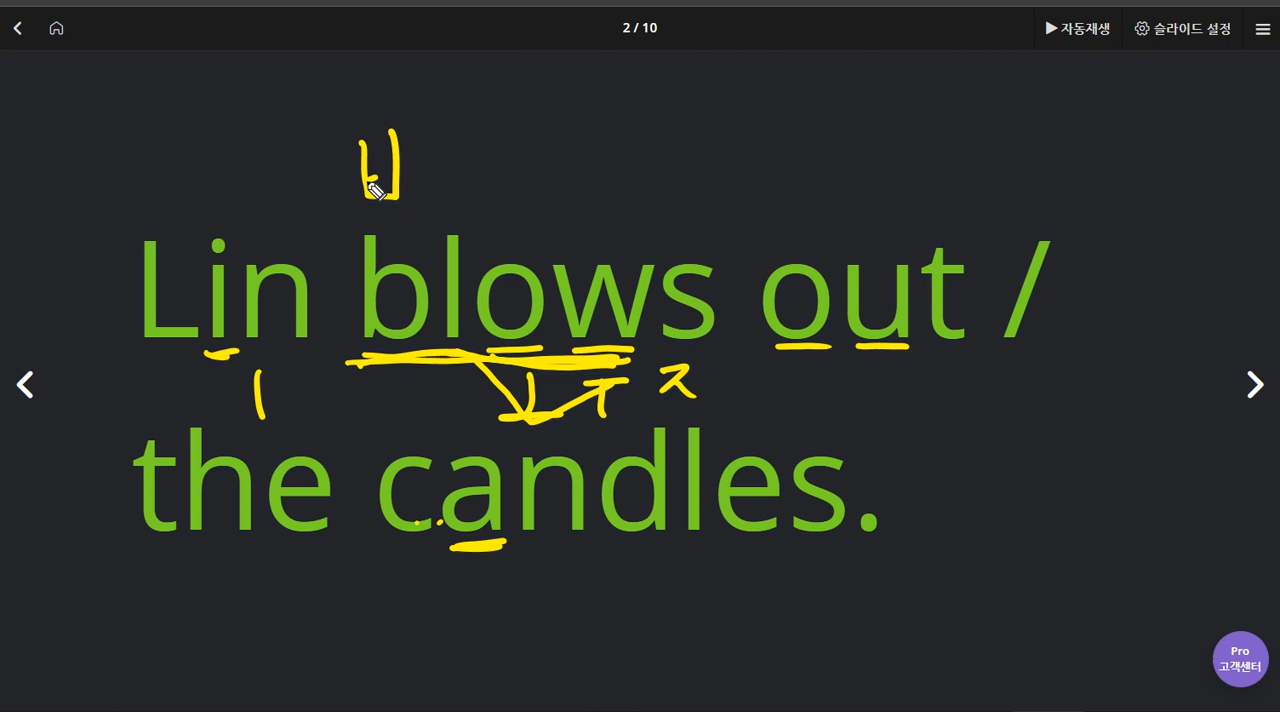 2 / 10
자동재생
슬라이드 설정
ㅂ
Lin blows out /
ㅣ ㅗㅜ ㅈ
the candles.
Pro
고객센터